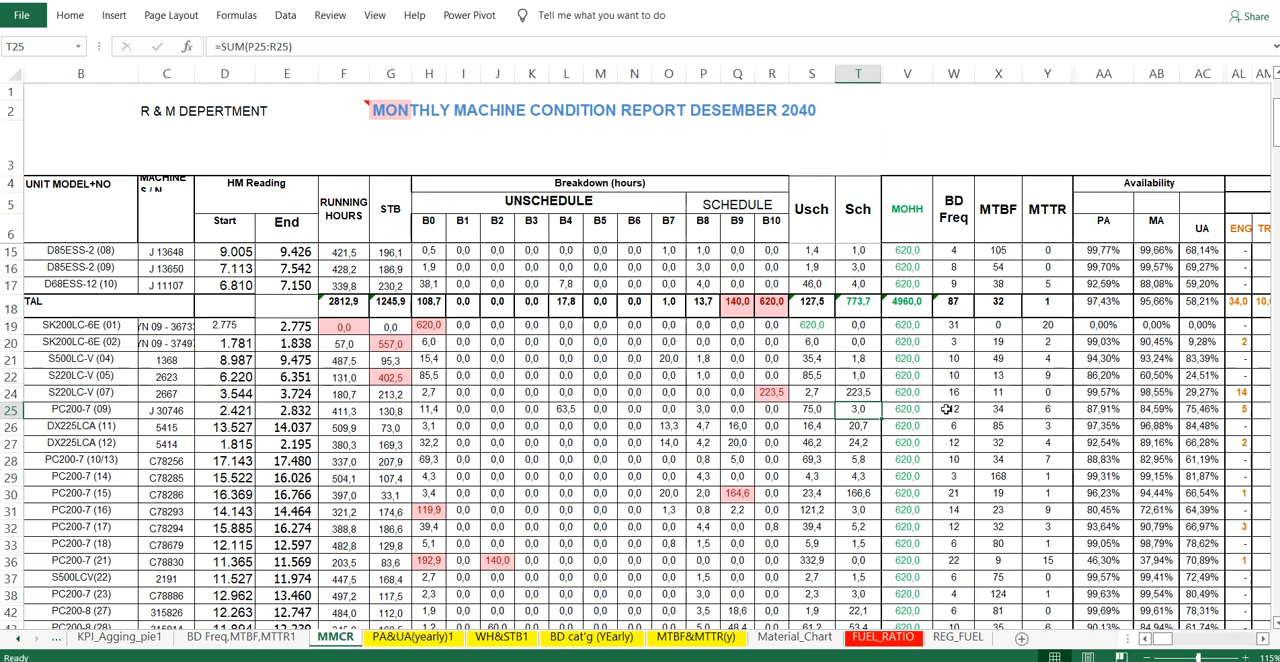 File Home Insert Page Layout Formulas Data Review View Help Power Pivot Tell me what you want to do Share
T25 fx =SUM(P25:R25)
B C D E F G H I J K L M N O P Q R S T V W X Y AA AB AC AL AM
1
2 R & M DEPERTMENT MONTHLY MACHINE CONDITION REPORT DESEMBER 2040
3
4 UNIT MODEL+NO MACHINE S / N HM Reading RUNNING HOURS STB Breakdown (hours) Usch Sch MOHH BD Freq MTBF MTTR Availability
5 UNSCHEDULE SCHEDULE
6 Start End B0 B1 B2 B3 B4 B5 B6 B7 B8 B9 B10 PA MA UA ENG TR
15 D85ESS-2 (08) J 13648 9.005 9.426 421,5 196,1 0,5 0,0 0,0 0,0 0,0 0,0 0,0 1,0 1,0 0,0 0,0 1,4 1,0 620,0 4 105 0 99,77% 99,66% 68,14% -
16 D85ESS-2 (09) J 13650 7.113 7.542 428,2 186,9 1,9 0,0 0,0 0,0 0,0 0,0 0,0 0,0 3,0 0,0 0,0 1,9 3,0 620,0 8 54 0 99,70% 99,57% 69,27% -
17 D68ESS-12 (10) J 11107 6.810 7.150 339,8 230,2 38,1 0,0 0,0 0,0 7,8 0,0 0,0 0,0 4,0 0,0 0,0 46,0 4,0 620,0 9 38 5 92,59% 88,08% 59,20% -
18 TAL 2812,9 1245,9 108,7 0,0 0,0 0,0 17,8 0,0 0,0 1,0 13,7 140,0 620,0 127,5 773,7 4960,0 87 32 1 97,43% 95,66% 58,21% 34,0 10,
19 SK200LC-6E (01) YN 09 - 3673 2.775 2.775 0,0 0,0 620,0 0,0 0,0 0,0 0,0 0,0 0,0 0,0 0,0 0,0 0,0 620,0 0,0 620,0 31 0 20 0,00% 0,00% 0,00% -
20 SK200LC-6E (02) YN 09 - 3749 1.781 1.838 57,0 557,0 6,0 0,0 0,0 0,0 0,0 0,0 0,0 0,0 0,0 0,0 0,0 6,0 0,0 620,0 3 19 2 99,03% 90,45% 9,28% 2
21 S500LC-V (04) 1368 8.987 9.475 487,5 95,3 15,4 0,0 0,0 0,0 0,0 0,0 0,0 20,0 1,8 0,0 0,0 35,4 1,8 620,0 10 49 4 94,30% 93,24% 83,39% -
22 S220LC-V (05) 2623 6.220 6.351 131,0 402,5 85,5 0,0 0,0 0,0 0,0 0,0 0,0 0,0 1,0 0,0 0,0 85,5 1,0 620,0 10 13 9 86,20% 60,50% 24,51% -
24 S220LC-V (07) 2667 3.544 3.724 180,7 213,2 2,7 0,0 0,0 0,0 0,0 0,0 0,0 0,0 0,0 0,0 223,5 2,7 223,5 620,0 16 11 0 99,57% 98,55% 29,27% 14
25 PC200-7 (09) J 30746 2.421 2.832 411,3 130,8 11,4 0,0 0,0 0,0 63,5 0,0 0,0 0,0 3,0 0,0 0,0 75,0 3,0 620,0 12 34 6 87,91% 84,59% 75,46% 5
26 DX225LCA (11) 5415 13.527 14.037 509,9 73,0 3,1 0,0 0,0 0,0 0,0 0,0 0,0 13,3 4,7 16,0 0,0 16,4 20,7 620,0 6 85 3 97,35% 96,88% 84,48% -
27 DX225LCA (12) 5414 1.815 2.195 380,3 169,3 32,2 0,0 0,0 0,0 0,0 0,0 0,0 14,0 4,2 20,0 0,0 46,2 24,2 620,0 12 32 4 92,54% 89,16% 66,28% 2
28 PC200-7 (10/13) C78256 17.143 17.480 337,0 207,9 69,3 0,0 0,0 0,0 0,0 0,0 0,0 0,0 0,8 5,0 0,0 69,3 5,8 620,0 10 34 7 88,83% 82,95% 61,19% -
29 PC200-7 (14) C78285 15.522 16.026 504,1 107,4 4,3 0,0 0,0 0,0 0,0 0,0 0,0 0,0 4,3 0,0 0,0 4,3 4,3 620,0 3 168 1 99,31% 99,15% 81,87% -
30 PC200-7 (15) C78286 16.369 16.766 397,0 33,1 3,4 0,0 0,0 0,0 0,0 0,0 0,0 20,0 2,0 164,6 0,0 23,4 166,6 620,0 21 19 1 96,23% 94,44% 66,54% 1
31 PC200-7 (16) C78293 14.143 14.464 321,2 174,6 119,9 0,0 0,0 0,0 0,0 0,0 0,0 1,3 0,8 2,2 0,0 121,2 3,0 620,0 14 23 9 80,45% 72,61% 64,39% -
32 PC200-7 (17) C78294 15.885 16.274 388,8 186,6 39,4 0,0 0,0 0,0 0,0 0,0 0,0 0,0 4,4 0,0 0,8 39,4 5,2 620,0 12 32 3 93,64% 90,79% 66,97% 3
33 PC200-7 (18) C78679 12.115 12.597 482,8 129,8 5,1 0,0 0,0 0,0 0,0 0,0 0,0 0,8 1,5 0,0 0,0 5,9 1,5 620,0 6 80 1 99,05% 98,79% 78,62% -
36 PC200-7 (21) C78830 11.365 11.569 203,5 83,6 192,9 0,0 140,0 0,0 0,0 0,0 0,0 0,0 0,0 0,0 0,0 332,9 0,0 620,0 22 9 15 46,30% 37,94% 70,89% 1
37 S500LCV(22) 2191 11.527 11.974 447,5 168,4 2,7 0,0 0,0 0,0 0,0 0,0 0,0 0,0 1,5 0,0 0,0 2,7 1,5 620,0 6 75 0 99,57% 99,41% 72,49% -
38 PC200-7 (23) C78886 12.962 13.460 497,2 117,5 2,3 0,0 0,0 0,0 0,0 0,0 0,0 0,0 3,0 0,0 0,0 2,3 3,0 620,0 4 124 1 99,63% 99,54% 80,49% -
42 PC200-8 (27) 315826 12.263 12.747 484,0 112,0 1,9 0,0 0,0 0,0 0,0 0,0 0,0 0,0 3,5 18,6 0,0 1,9 22,1 620,0 6 81 0 99,69% 99,61% 78,31% -
... KPI_Agging_pie1 BD Freq,MTBF,MTTR1 MMCR PA&UA(yearly)1 WH&STB1 BD cat'g (YEarly) MTBF&MTTR(y) Material_Chart FUEL_RATIO REG_FUEL
Ready 115%